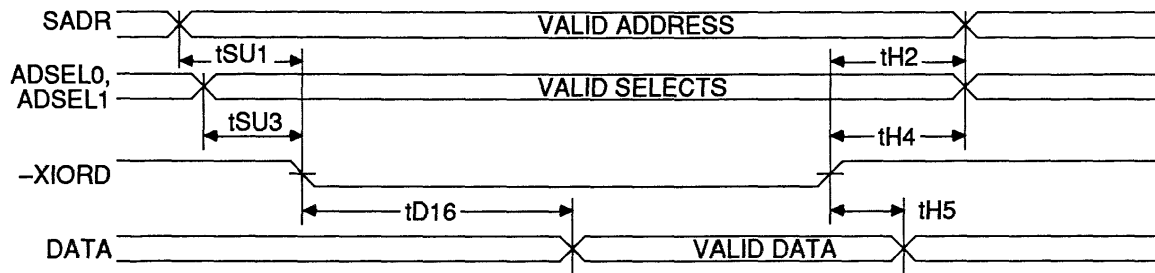 SADR
VALID ADDRESS
tSU1
tH2
ADSEL0,
ADSEL1
VALID SELECTS
tSU3
tH4
–XIORD
tD16
tH5
DATA
VALID DATA